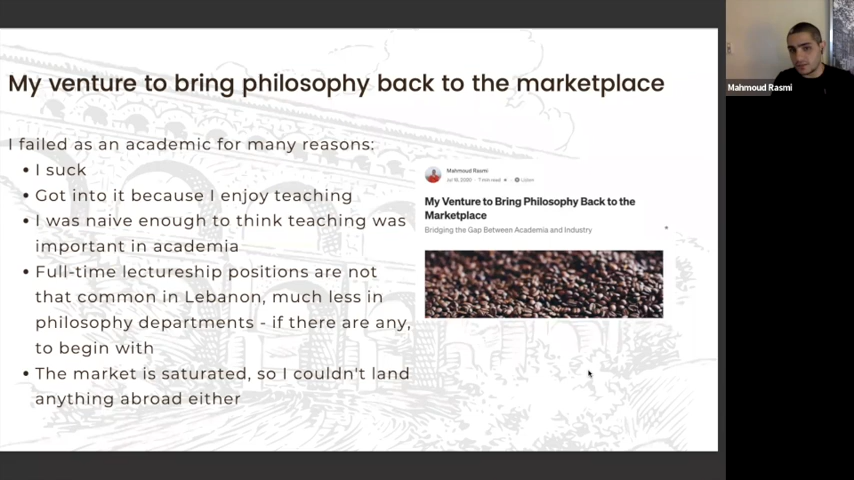 My venture to bring philosophy back to the marketplace
I failed as an academic for many reasons:
• I suck
• Got into it because I enjoy teaching
• I was naive enough to think teaching was
important in academia
• Full-time lectureship positions are not
that common in Lebanon, much less in
philosophy departments - if there are any,
to begin with
• The market is saturated, so I couldn't land
anything abroad either
Mahmoud Rasmi
Jul 18, 2020 · 7 min read
Listen
My Venture to Bring Philosophy Back to the
Marketplace
Bridging the Gap Between Academia and Industry
Mahmoud Rasmi